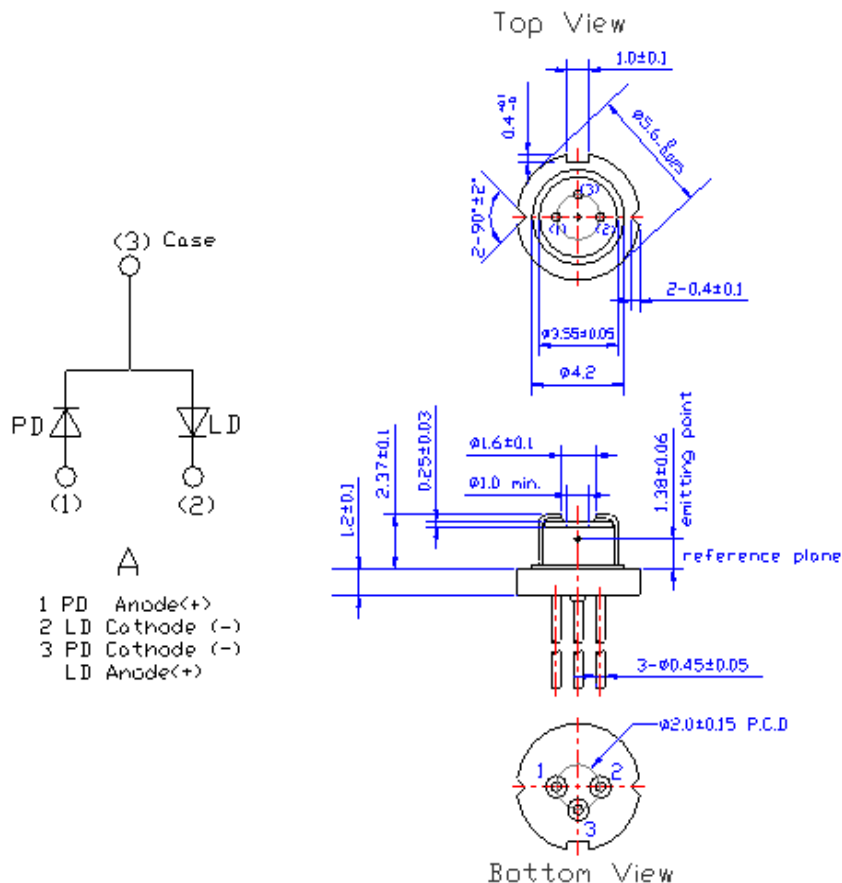 Top View
1.0±0.1
0.4
ø5.6 0 -0.025
2-90°±2°
(3)
(1)
(2)
2-0.4±0.1
ø3.55±0.05
ø4.2
(3) Case
PD
LD
(1)
(2)
A
1 PD Anode(+)
2 LD Cathode (-)
3 PD Cathode (-)
LD Anode(+)
ø1.6±0.1
ø1.0 min.
0.25±0.03
2.37±0.1
1.2±0.1
1.38±0.06
emitting point
reference plane
3-ø0.45±0.05
ø2.0±0.15 P.C.D
1
2
3
Bottom View